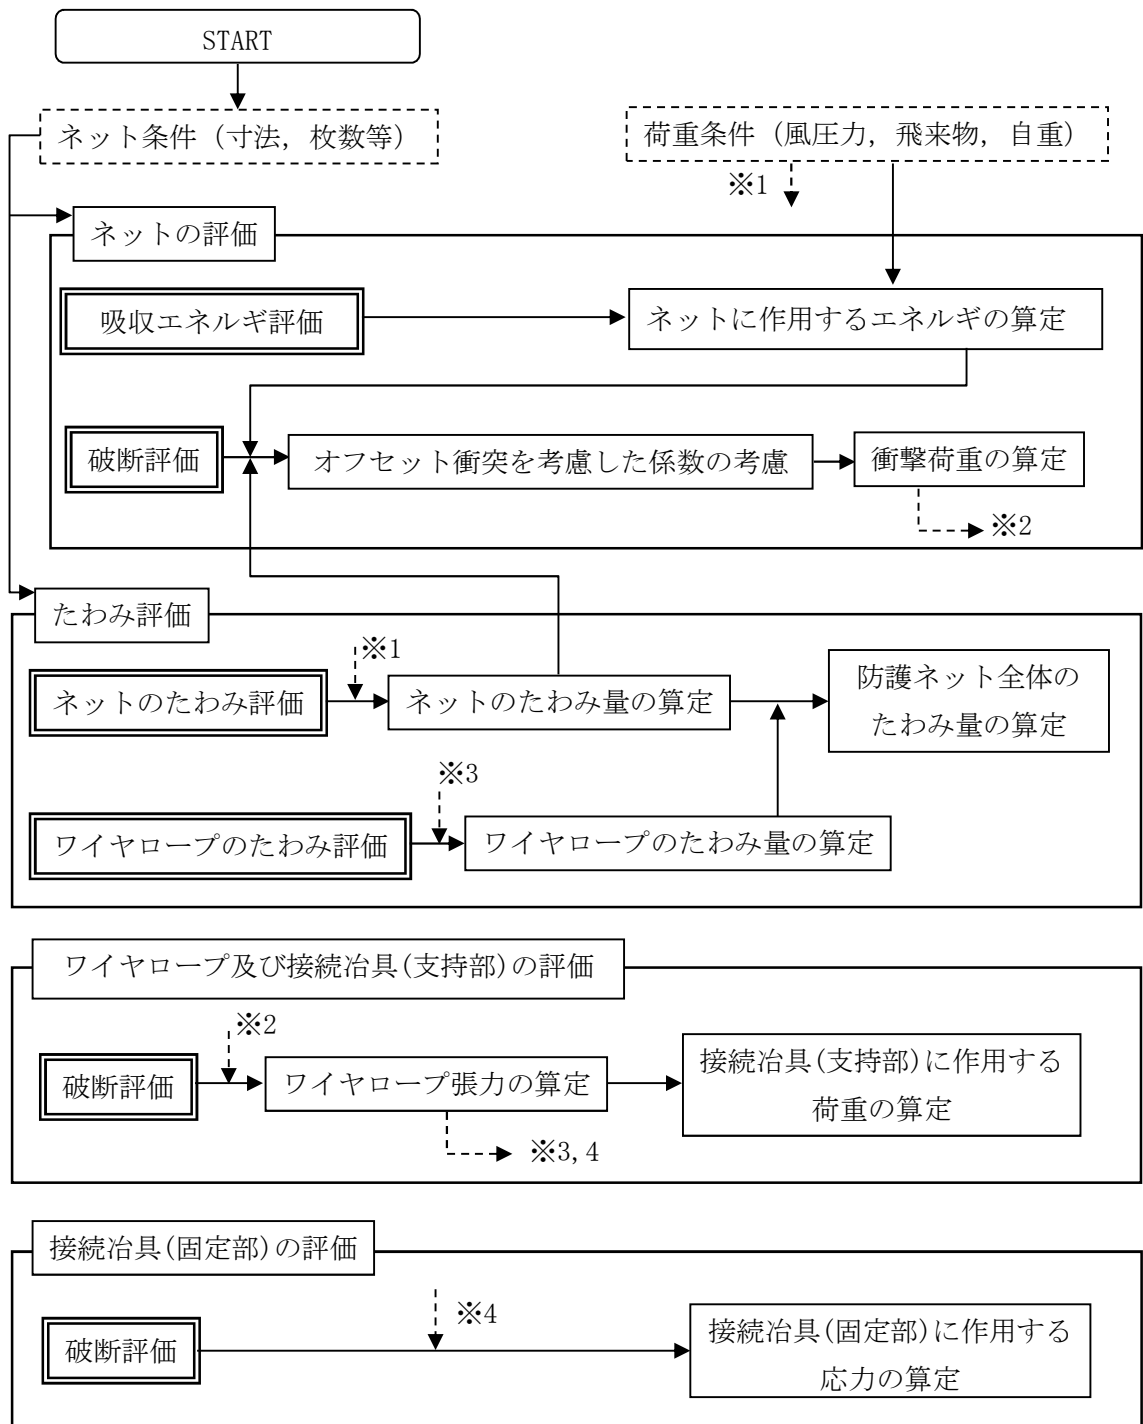 START
ネット条件（寸法，枚数等）
荷重条件（風圧力，飛来物，自重）
※1
ネットの評価
吸収エネルギ評価
ネットに作用するエネルギの算定
破断評価
オフセット衝突を考慮した係数の考慮
衝撃荷重の算定
※2
たわみ評価
※1
ネットのたわみ評価
ネットのたわみ量の算定
防護ネット全体の
たわみ量の算定
※3
ワイヤロープのたわみ評価
ワイヤロープのたわみ量の算定
ワイヤロープ及び接続冶具(支持部)の評価
※2
破断評価
ワイヤロープ張力の算定
接続冶具(支持部)に作用する
荷重の算定
※3,4
接続冶具(固定部)の評価
※4
破断評価
接続冶具(固定部)に作用する
応力の算定